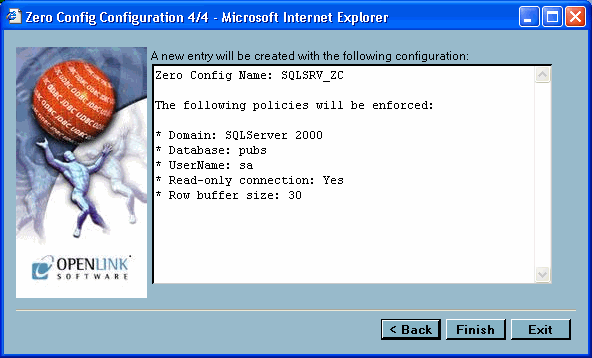 Zero Config Configuration 4/4 - Microsoft Internet Explorer
A new entry will be created with the following configuration:
Zero Config Name: SQLSRV_ZC
The following policies will be enforced:
* Domain: SQLServer 2000
* Database: pubs
* UserName: sa
* Read-only connection: Yes
* Row buffer size: 30
OPENLINK
SOFTWARE
< Back
Finish
Exit